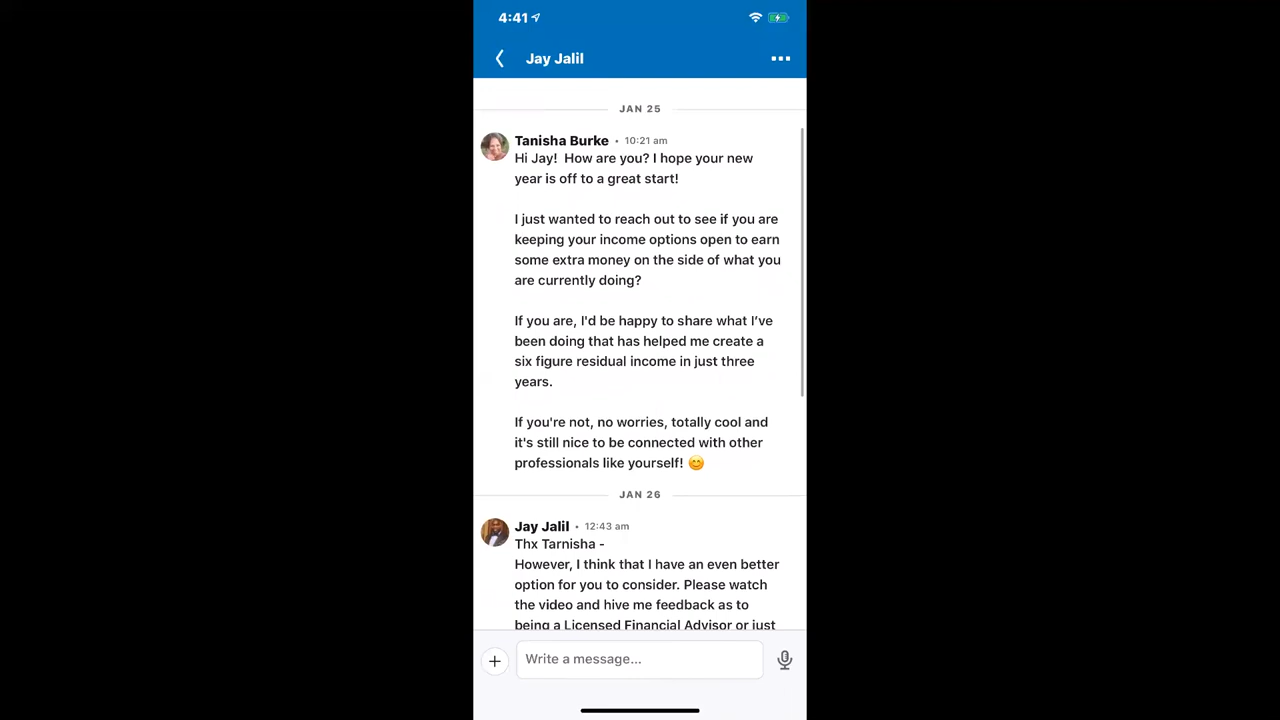 4:41
Jay Jalil
JAN 25
Tanisha Burke • 10:21 am
Hi Jay!  How are you? I hope your new
year is off to a great start!
I just wanted to reach out to see if you are
keeping your income options open to earn
some extra money on the side of what you
are currently doing?
If you are, I'd be happy to share what I’ve
been doing that has helped me create a
six figure residual income in just three
years.
If you're not, no worries, totally cool and
it's still nice to be connected with other
professionals like yourself! 😊
JAN 26
Jay Jalil • 12:43 am
Thx Tarnisha -
However, I think that I have an even better
option for you to consider. Please watch
the video and hive me feedback as to
being a Licensed Financial Advisor or just
Write a message...